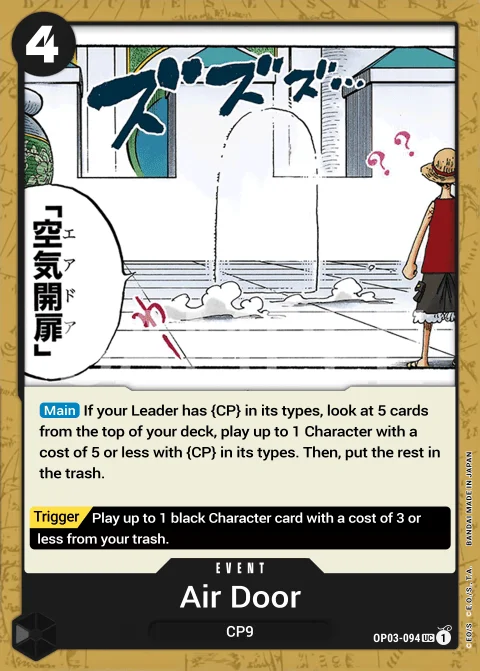 4
ズズズ…
「空気開扉」
エアドア
??
Main If your Leader has {CP} in its types, look at 5 cards
from the top of your deck, play up to 1 Character with a
cost of 5 or less with {CP} in its types. Then, put the rest in
the trash.
Trigger Play up to 1 black Character card with a cost of 3 or
less from your trash.
EVENT
Air Door
CP9
OP03-094 UC 1
BANDAI MADE IN JAPAN